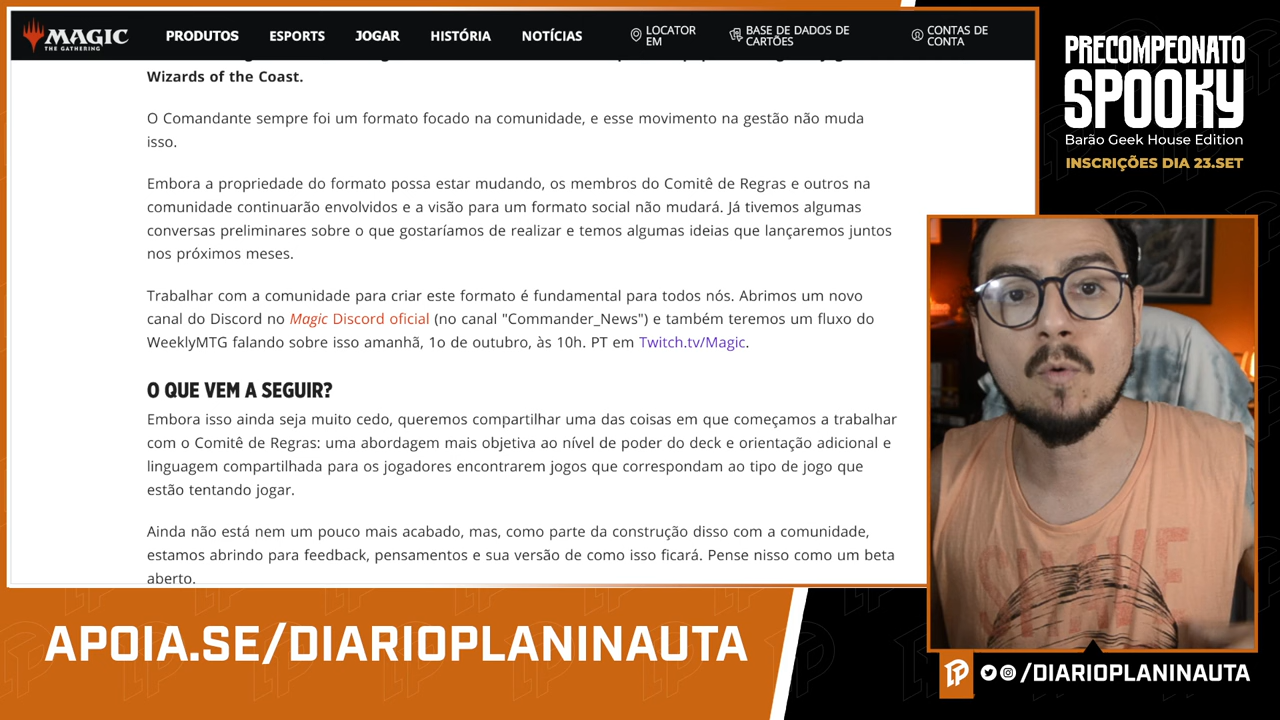 MAGIC
THE GATHERING
PRODUTOS
ESPORTS
JOGAR
HISTÓRIA
NOTÍCIAS
LOCATOR
EM
BASE DE DADOS DE
CARTÕES
CONTAS DE
CONTA
Wizards of the Coast.
O Comandante sempre foi um formato focado na comunidade, e esse movimento na gestão não muda
isso.
Embora a propriedade do formato possa estar mudando, os membros do Comitê de Regras e outros na
comunidade continuarão envolvidos e a visão para um formato social não mudará. Já tivemos algumas
conversas preliminares sobre o que gostaríamos de realizar e temos algumas ideias que lançaremos juntos
nos próximos meses.
Trabalhar com a comunidade para criar este formato é fundamental para todos nós. Abrimos um novo
canal do Discord no Magic Discord oficial (no canal "Commander_News") e também teremos um fluxo do
WeeklyMTG falando sobre isso amanhã, 1o de outubro, às 10h. PT em Twitch.tv/Magic.
O QUE VEM A SEGUIR?
Embora isso ainda seja muito cedo, queremos compartilhar uma das coisas em que começamos a trabalhar
com o Comitê de Regras: uma abordagem mais objetiva ao nível de poder do deck e orientação adicional e
linguagem compartilhada para os jogadores encontrarem jogos que correspondam ao tipo de jogo que
estão tentando jogar.
Ainda não está nem um pouco mais acabado, mas, como parte da construção disso com a comunidade,
estamos abrindo para feedback, pensamentos e sua versão de como isso ficará. Pense nisso como um beta
aberto.
PRECOMPEONATO
SPOOKY
Barão Geek House Edition
INSCRIÇÕES DIA 23.SET
APOIA.SE/DIARIOPLANINAUTA
/DIARIOPLANINAUTA